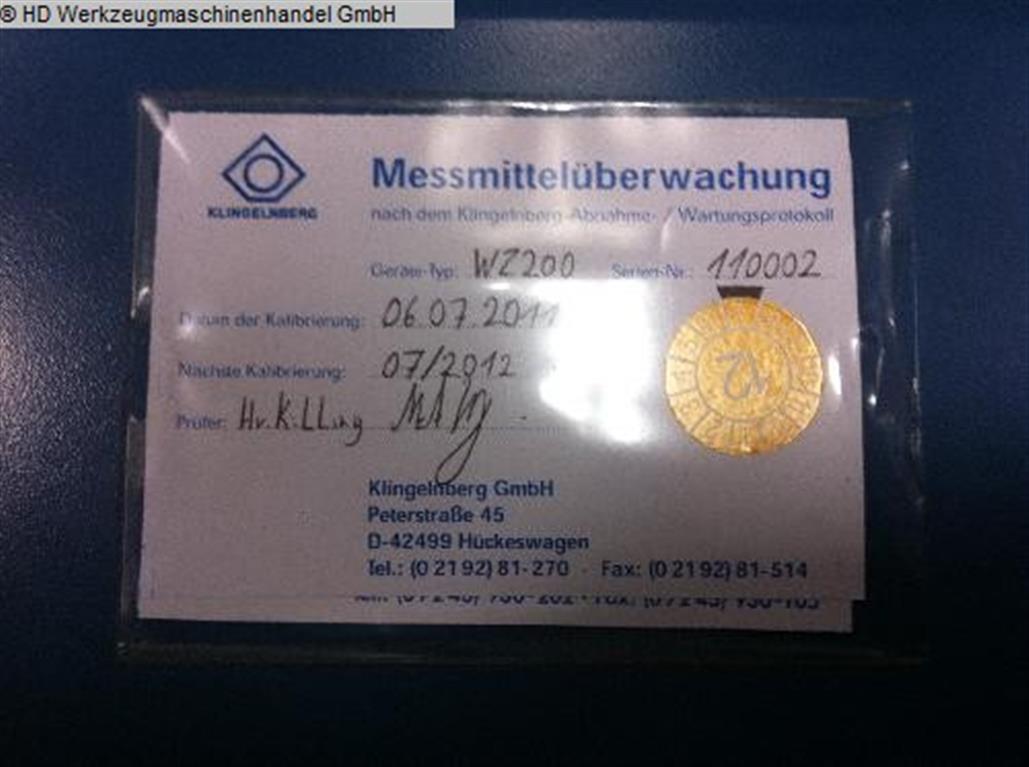 ® HD Werkzeugmaschinenhandel GmbH
KLINGELNBERG
Messmittelüberwachung
nach dem Klingelnberg-Abnahme- / Wartungsprotokoll
Geräte-Typ: WZ200 Serien-Nr.: 110002
Datum der Kalibrierung: 06.07.2011
Nächste Kalibrierung: 07/2012
Prüfer: Hr. Killing
12
Klingelnberg GmbH
Peterstraße 45
D-42499 Hückeswagen
Tel.: (0 21 92) 81-270 Fax: (0 21 92) 81-514